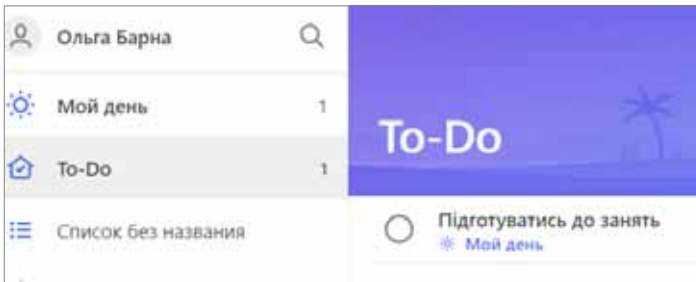 Ольга Барна
Мой день 1
To-Do 1
Список без названия
To-Do
Підготуватись до занять
Мой день